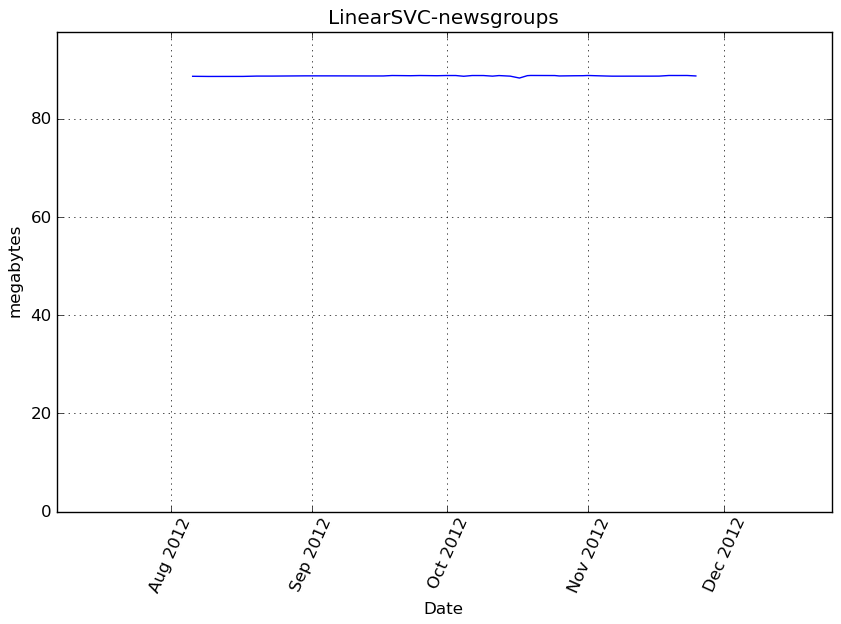 LinearSVC-newsgroups
megabytes
80
60
40
20
0
Aug 2012
Sep 2012
Oct 2012
Nov 2012
Dec 2012
Date